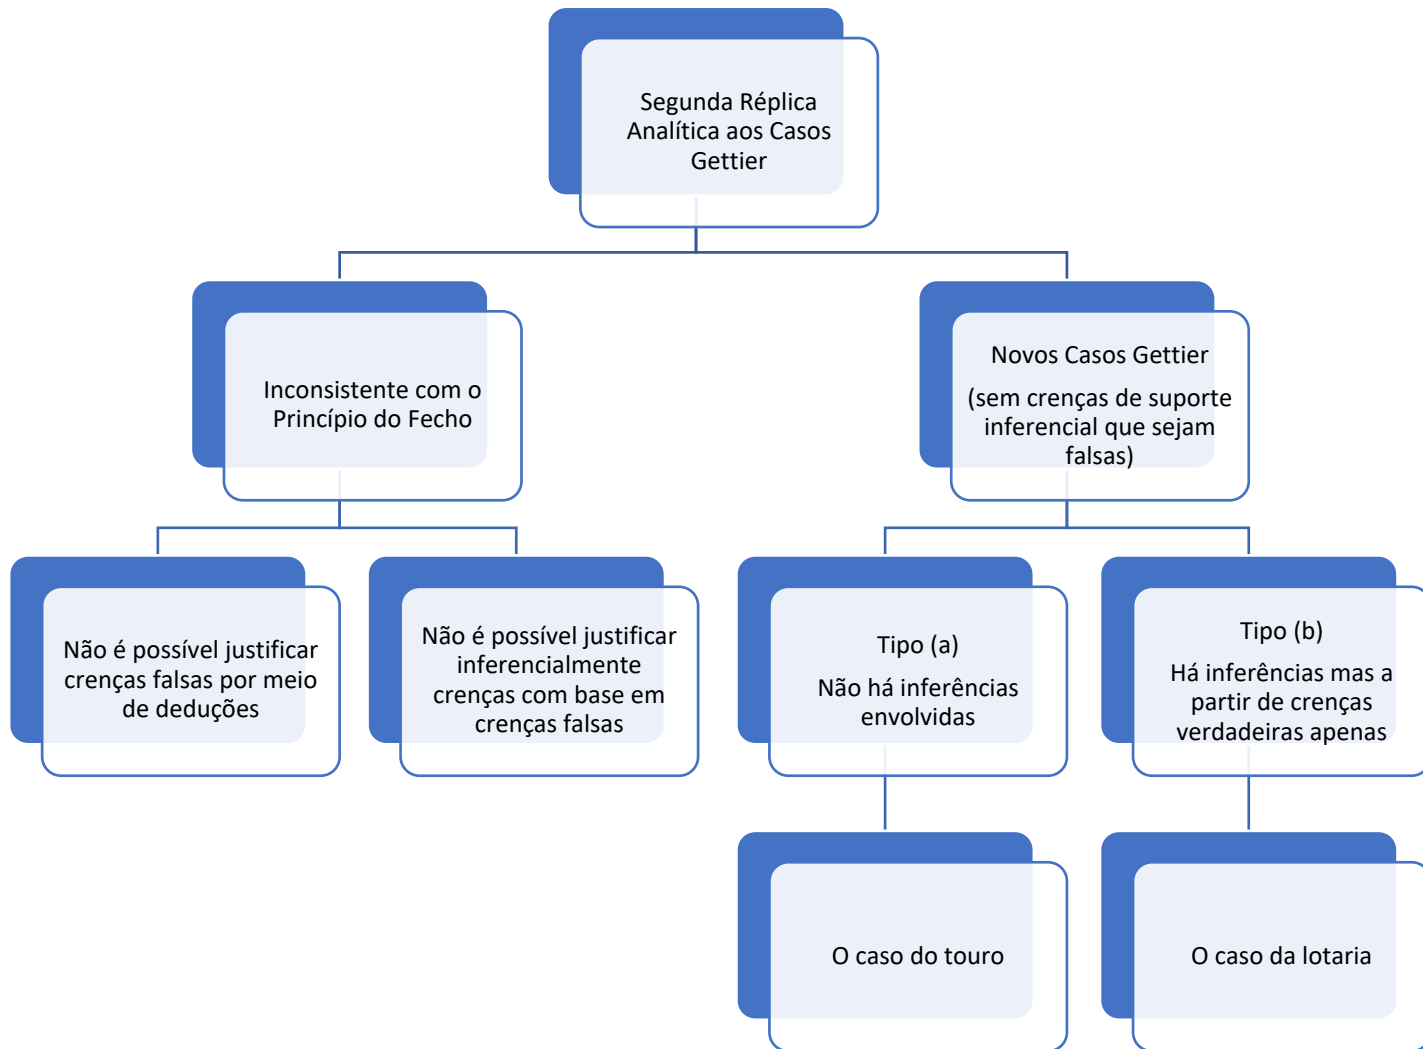 Segunda Réplica
Analítica aos Casos
Gettier
Inconsistente com o
Princípio do Fecho
Novos Casos Gettier
(sem crenças de suporte
inferencial que sejam
falsas)
Não é possível justificar
crenças falsas por meio
de deduções
Não é possível justificar
inferencialmente
crenças com base em
crenças falsas
Tipo (a)
Não há inferências
envolvidas
Tipo (b)
Há inferências mas a
partir de crenças
verdadeiras apenas
O caso do touro
O caso da lotaria